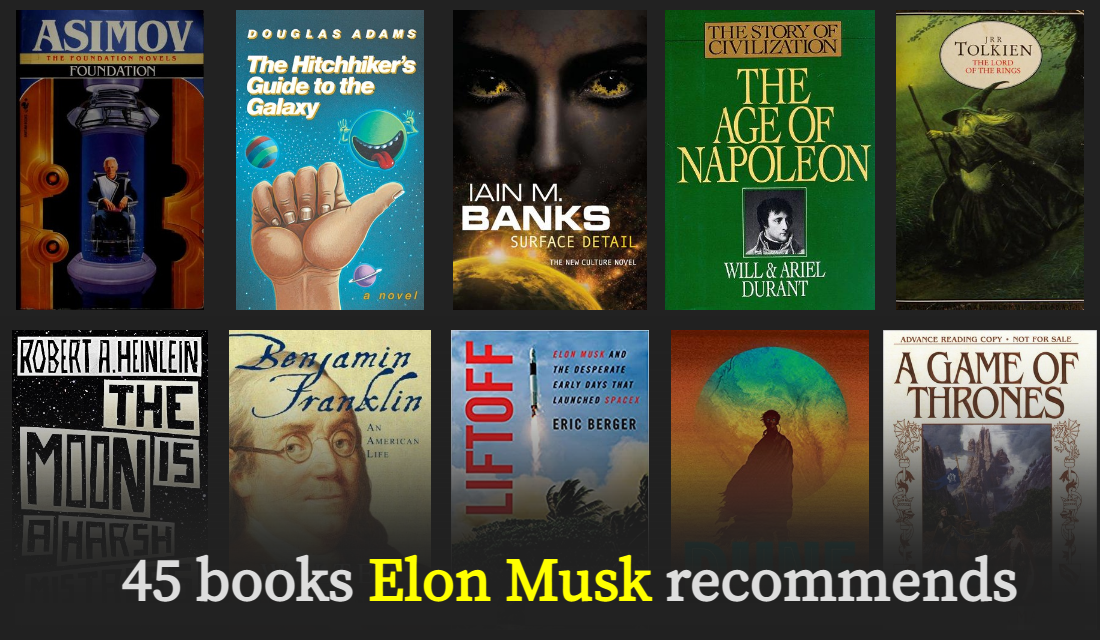 ASIMOV
THE FOUNDATION NOVELS
FOUNDATION
DOUGLAS ADAMS
The Hitchhiker's
Guide to the
Galaxy
a novel
IAIN M.
BANKS
SURFACE DETAIL
THE NEW CULTURE NOVEL
THE STORY OF
CIVILIZATION
THE
AGE OF
NAPOLEON
WILL & ARIEL
DURANT
JRR
TOLKIEN
THE LORD
OF THE RINGS
ROBERT A. HEINLEIN
THE
MOON IS
A HARSH
MISTRESS
Benjamin
Franklin
AN
AMERICAN
LIFE
LIFTOFF
ELON MUSK AND
THE DESPERATE
EARLY DAYS THAT
LAUNCHED SPACEX
ERIC BERGER
DUNE
ADVANCE READING COPY • NOT FOR SALE
A GAME OF
THRONES
45 books Elon Musk recommends